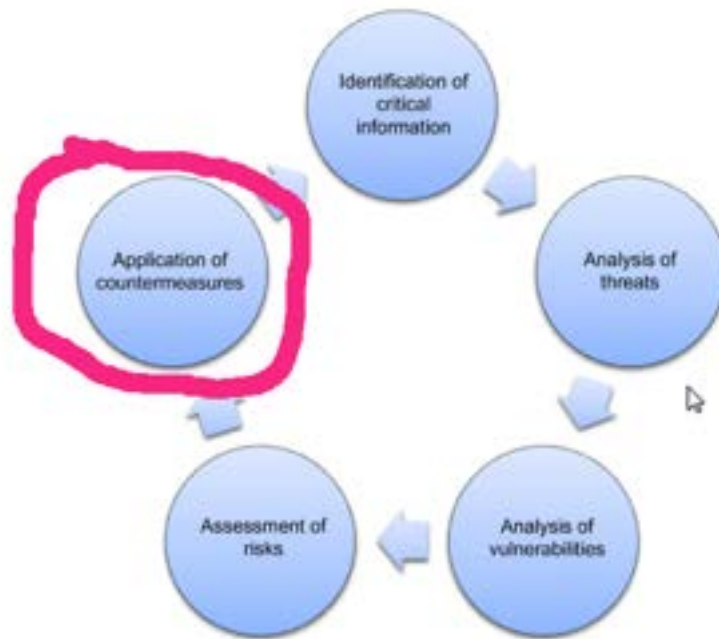 Identification of
critical
information
Analysis of
threats
Analysis of
vulnerabilities
Assessment of
risks
Application of
countermeasures